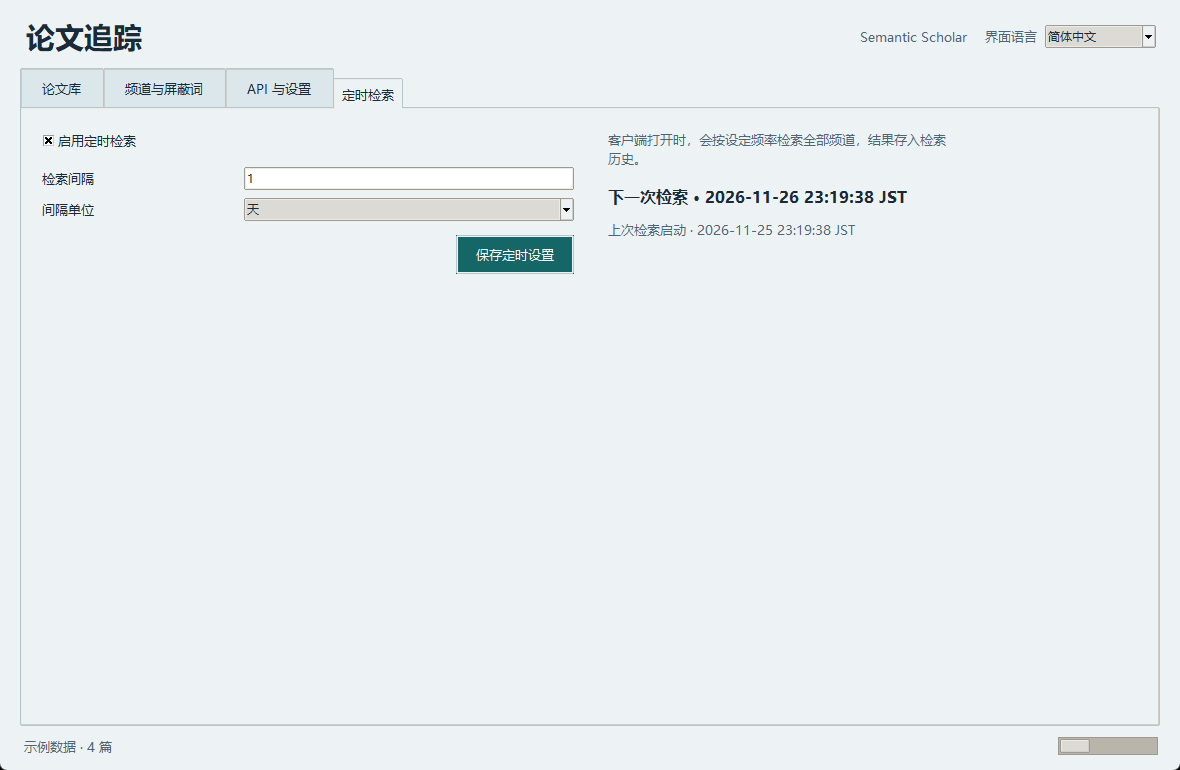 论文追踪
Semantic Scholar 界面语言 简体中文
论文库 频道与屏蔽词 API 与设置 定时检索
启用定时检索
检索间隔 1
间隔单位 天
保存定时设置
客户端打开时，会按设定频率检索全部频道，结果存入检索
历史。
下一次检索 • 2026-11-26 23:19:38 JST
上次检索启动 · 2026-11-25 23:19:38 JST
示例数据 · 4 篇